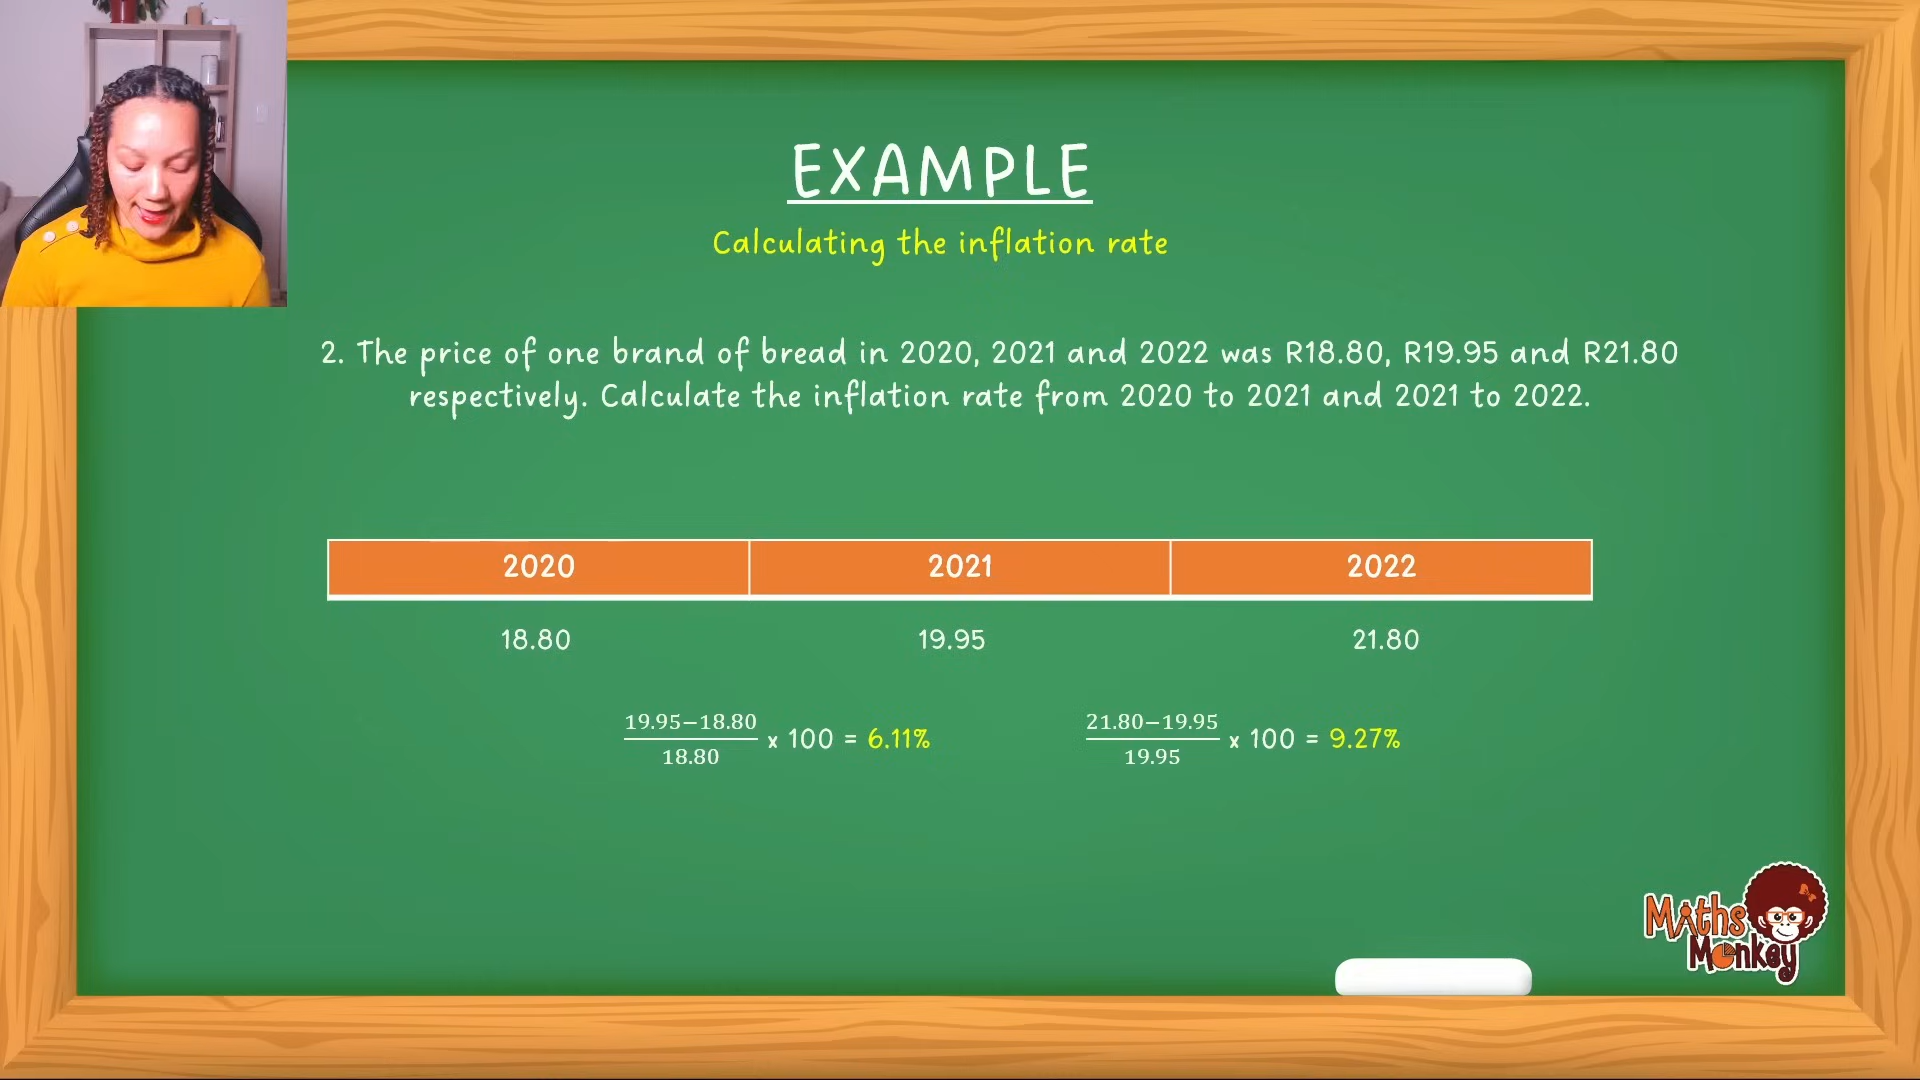 EXAMPLE
Calculating the inflation rate
2. The price of one brand of bread in 2020, 2021 and 2022 was R18.80, R19.95 and R21.80
respectively. Calculate the inflation rate from 2020 to 2021 and 2021 to 2022.
2020 2021 2022
18.80 19.95 21.80
19.95−18.80 21.80−19.95
x 100 = 6.11% x 100 = 9.27%
18.80 19.95
Maths
Monkey